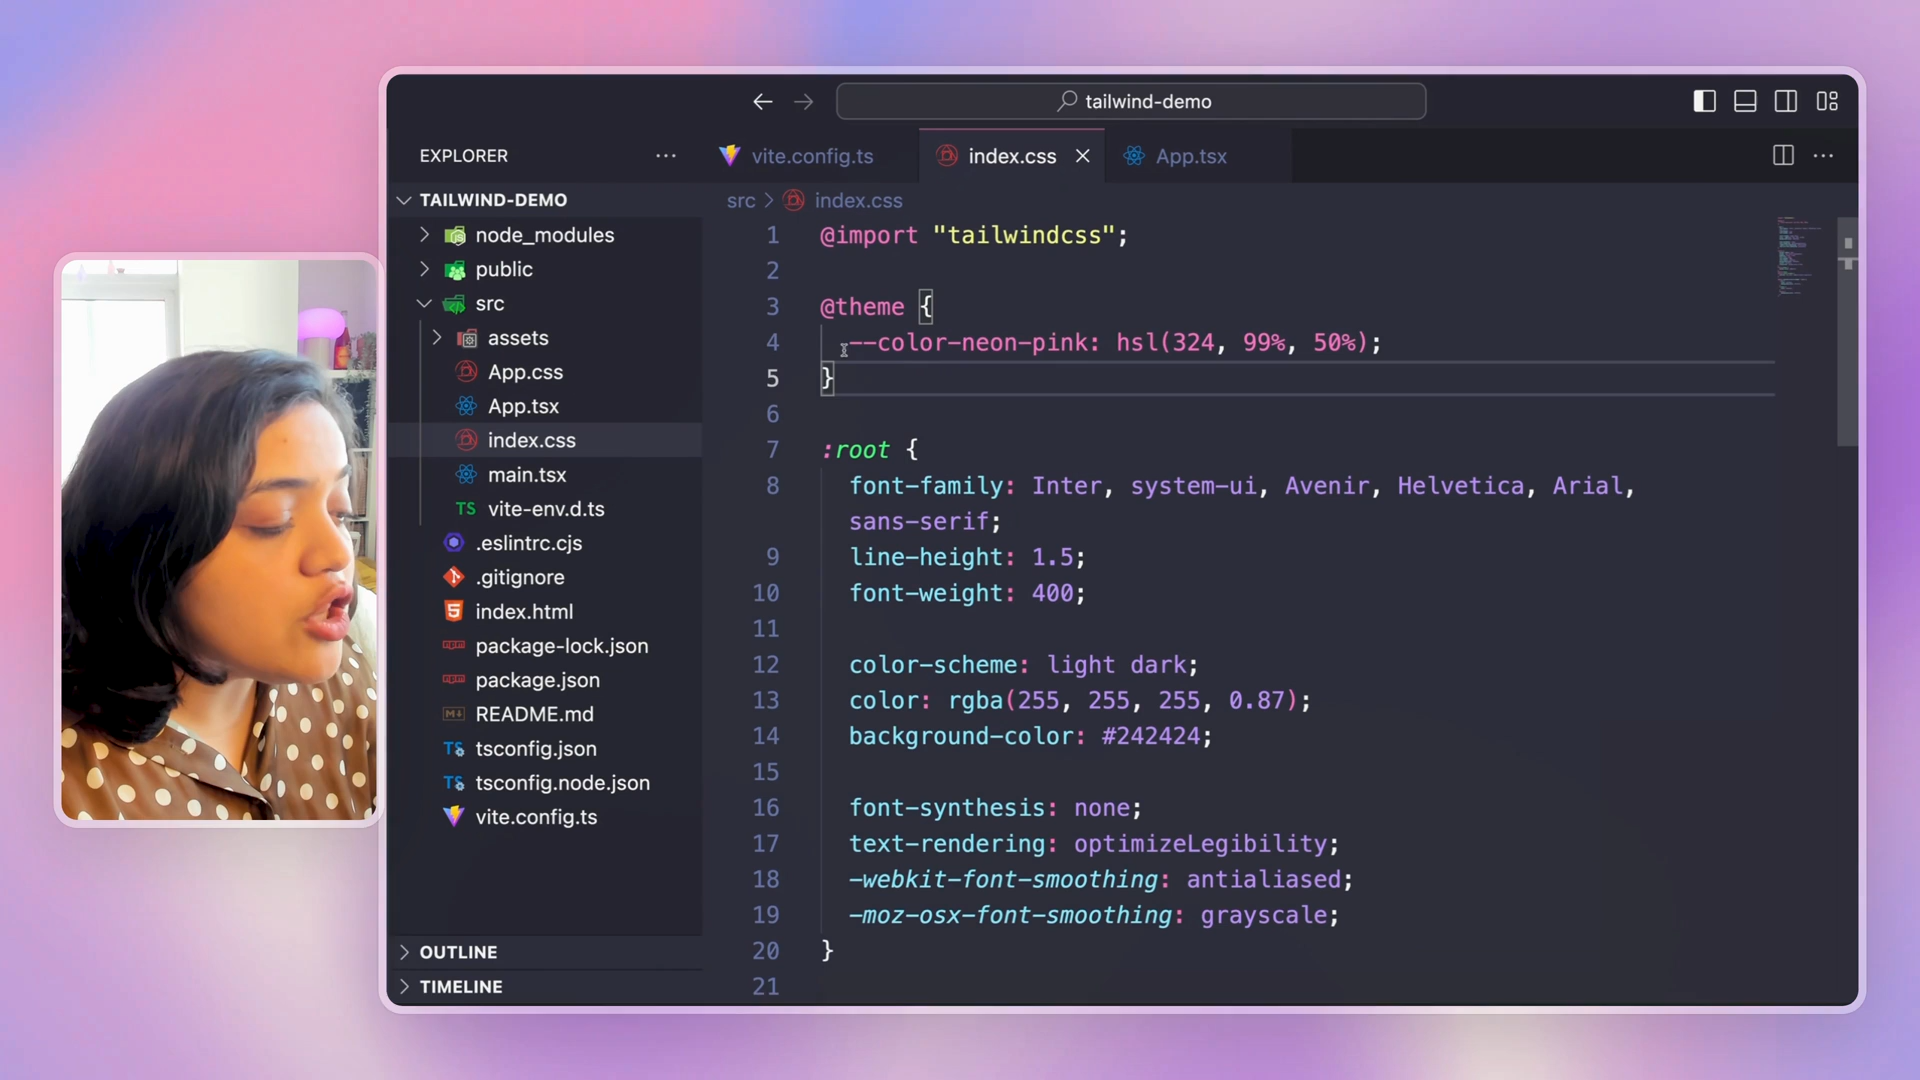 tailwind-demo
EXPLORER
vite.config.ts
index.css
App.tsx
TAILWIND-DEMO
src
index.css
node_modules
public
src
assets
App.css
App.tsx
index.css
main.tsx
TS vite-env.d.ts
.eslintrc.cjs
.gitignore
5 index.html
package-lock.json
package.json
M README.md
TS tsconfig.json
TS tsconfig.node.json
vite.config.ts
OUTLINE
TIMELINE
1 @import "tailwindcss";
2
3 @theme {
4 --color-neon-pink: hsl(324, 99%, 50%);
5 }
6
7 :root {
8 font-family: Inter, system-ui, Avenir, Helvetica, Arial,
sans-serif;
9 line-height: 1.5;
10 font-weight: 400;
11
12 color-scheme: light dark;
13 color: rgba(255, 255, 255, 0.87);
14 background-color: #242424;
15
16 font-synthesis: none;
17 text-rendering: optimizeLegibility;
18 -webkit-font-smoothing: antialiased;
19 -moz-osx-font-smoothing: grayscale;
20 }
21